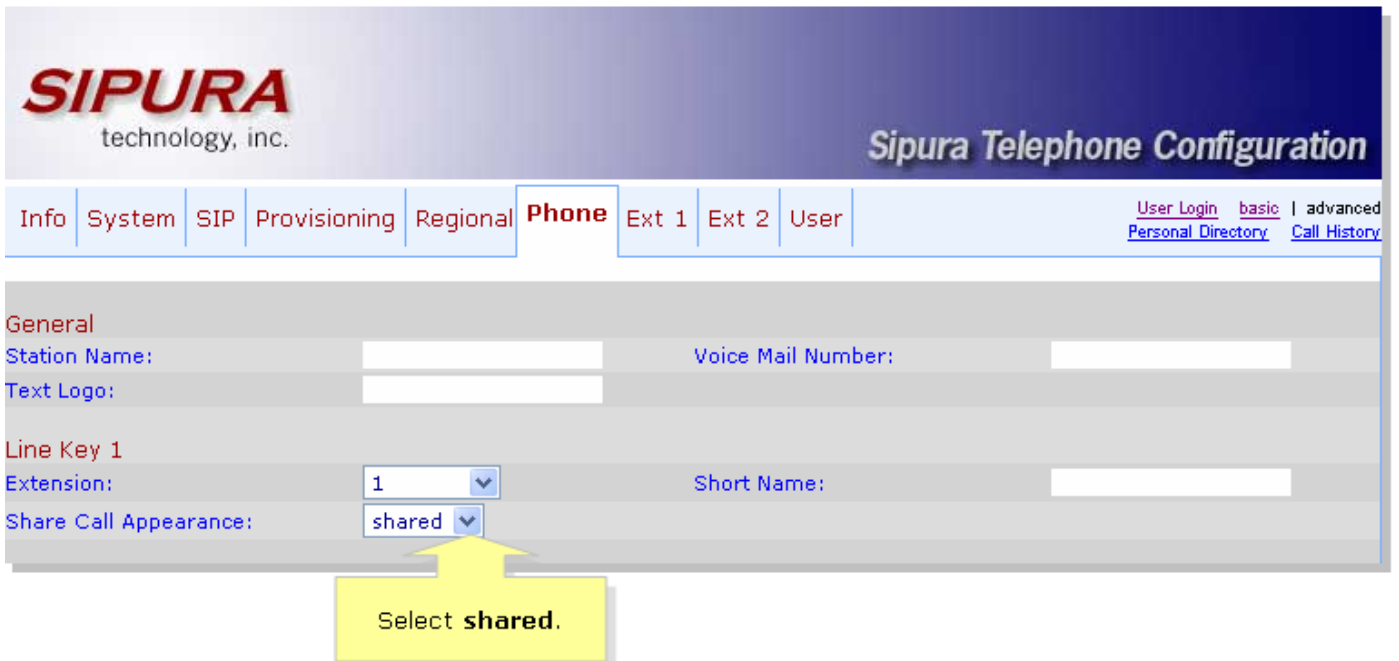 SIPURA
technology, inc.
Sipura Telephone Configuration
Info System SIP Provisioning Regional Phone Ext 1 Ext 2 User
User Login basic | advanced
Personal Directory Call History
General
Station Name: Voice Mail Number:
Text Logo:
Line Key 1
Extension: 1 Short Name:
Share Call Appearance: shared
Select shared.